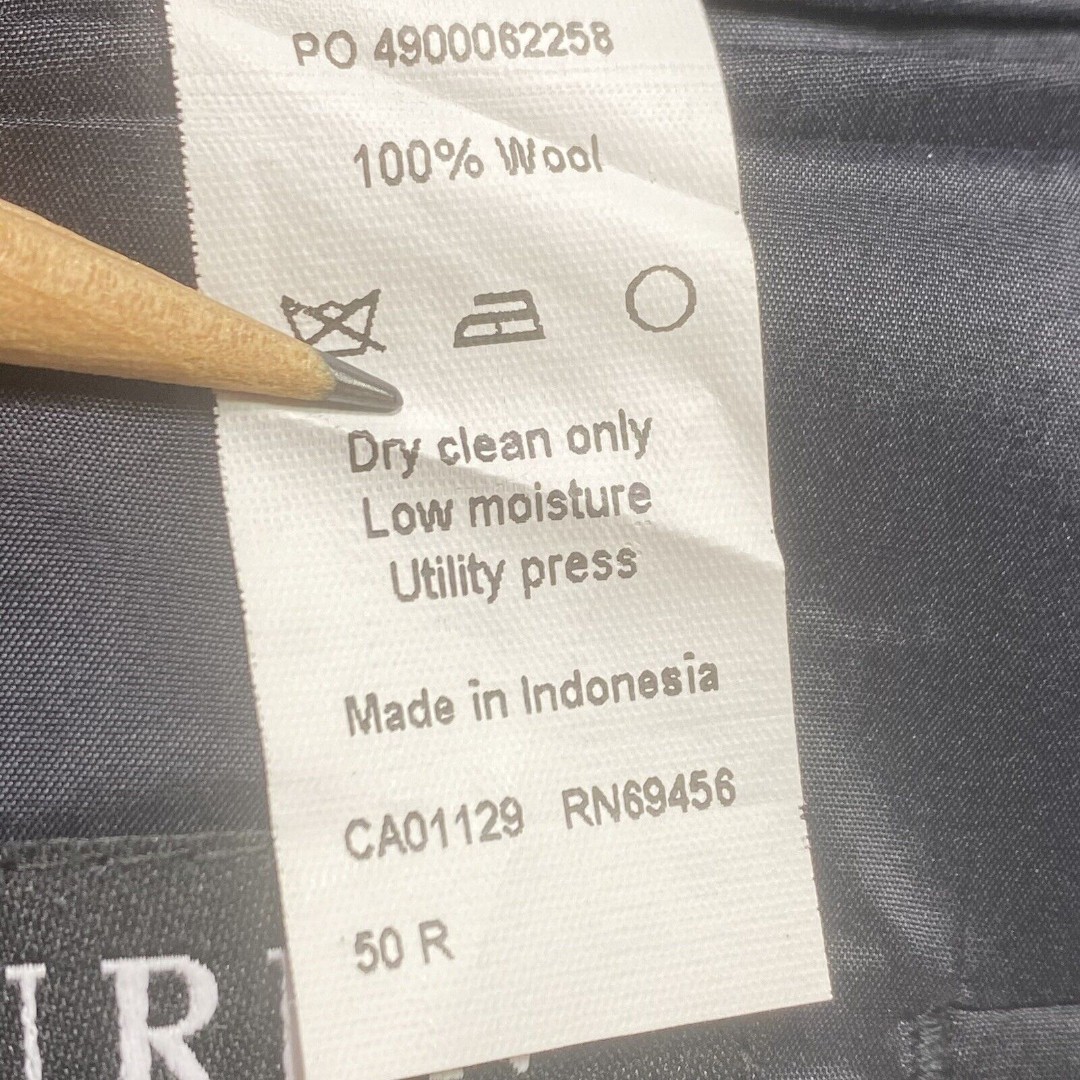 PO 4900062258
100% Wool
Dry clean only
Low moisture
Utility press
Made in Indonesia
CA01129 RN69456
50 R